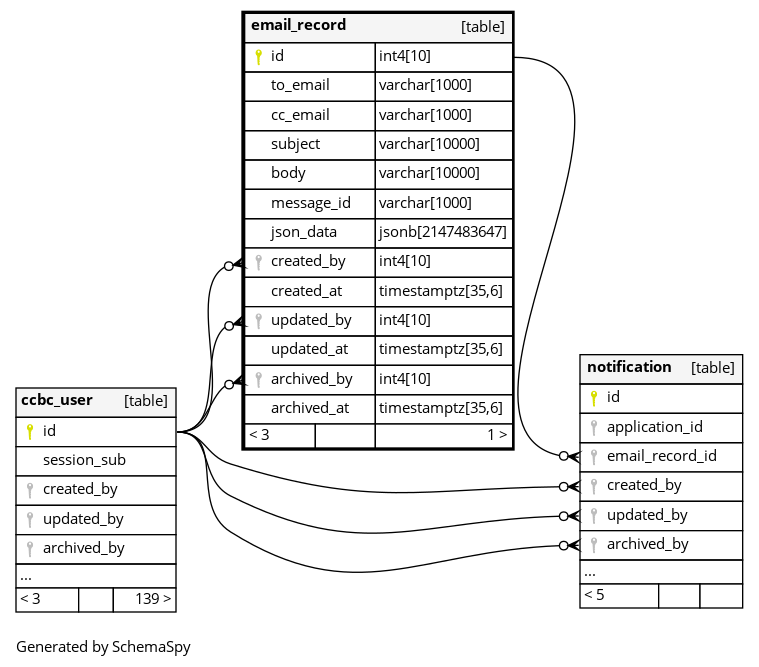 email_record [table]
id int4[10]
to_email varchar[1000]
cc_email varchar[1000]
subject varchar[10000]
body varchar[10000]
message_id varchar[1000]
json_data jsonb[2147483647]
created_by int4[10]
created_at timestamptz[35,6]
updated_by int4[10]
updated_at timestamptz[35,6]
archived_by int4[10]
archived_at timestamptz[35,6]
< 3 1 >
ccbc_user [table]
id
session_sub
created_by
updated_by
archived_by
...
< 3 139 >
notification [table]
id
application_id
email_record_id
created_by
updated_by
archived_by
...
< 5
Generated by SchemaSpy